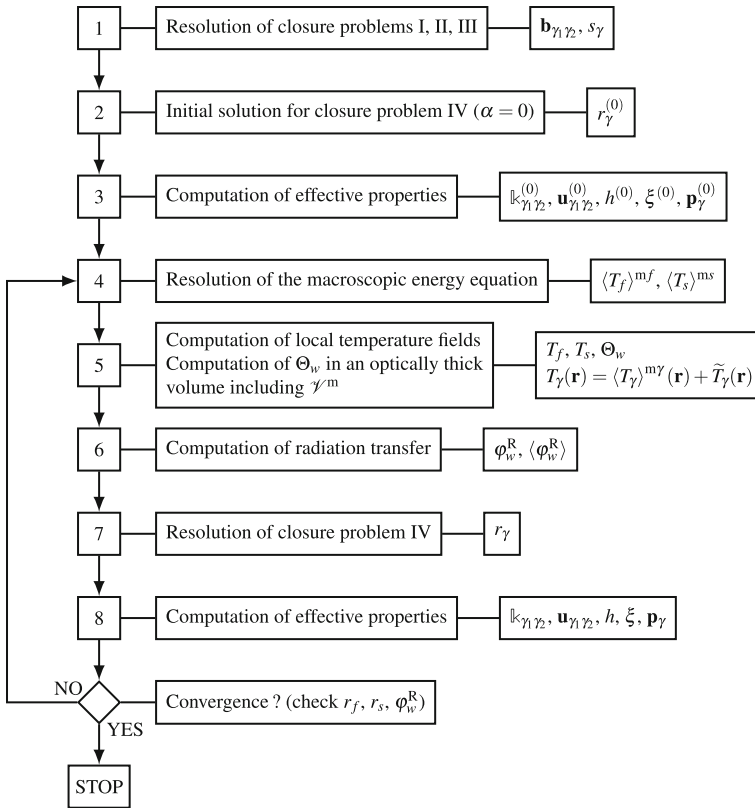 1 Resolution of closure problems I, II, III 𝐛_{γ₁γ₂}, s_γ
2 Initial solution for closure problem IV (α = 0) r_γ^{(0)}
3 Computation of effective properties 𝕜_{γ₁γ₂}^{(0)}, 𝐮_{γ₁γ₂}^{(0)}, h^{(0)}, ξ^{(0)}, 𝐩_γ^{(0)}
4 Resolution of the macroscopic energy equation ⟨T_f⟩^{mf}, ⟨T_s⟩^{ms}
5
Computation of local temperature fields
Computation of Θ_w in an optically thick
volume including 𝒱^m
T_f, T_s, Θ_w
T_γ(𝐫) = ⟨T_γ⟩^{mγ}(𝐫) + T̃_γ(𝐫)
6 Computation of radiation transfer φ_w^R, ⟨φ_w^R⟩
7 Resolution of closure problem IV r_γ
8 Computation of effective properties 𝕜_{γ₁γ₂}, 𝐮_{γ₁γ₂}, h, ξ, 𝐩_γ
NO
Convergence ? (check r_f, r_s, φ_w^R)
YES
STOP